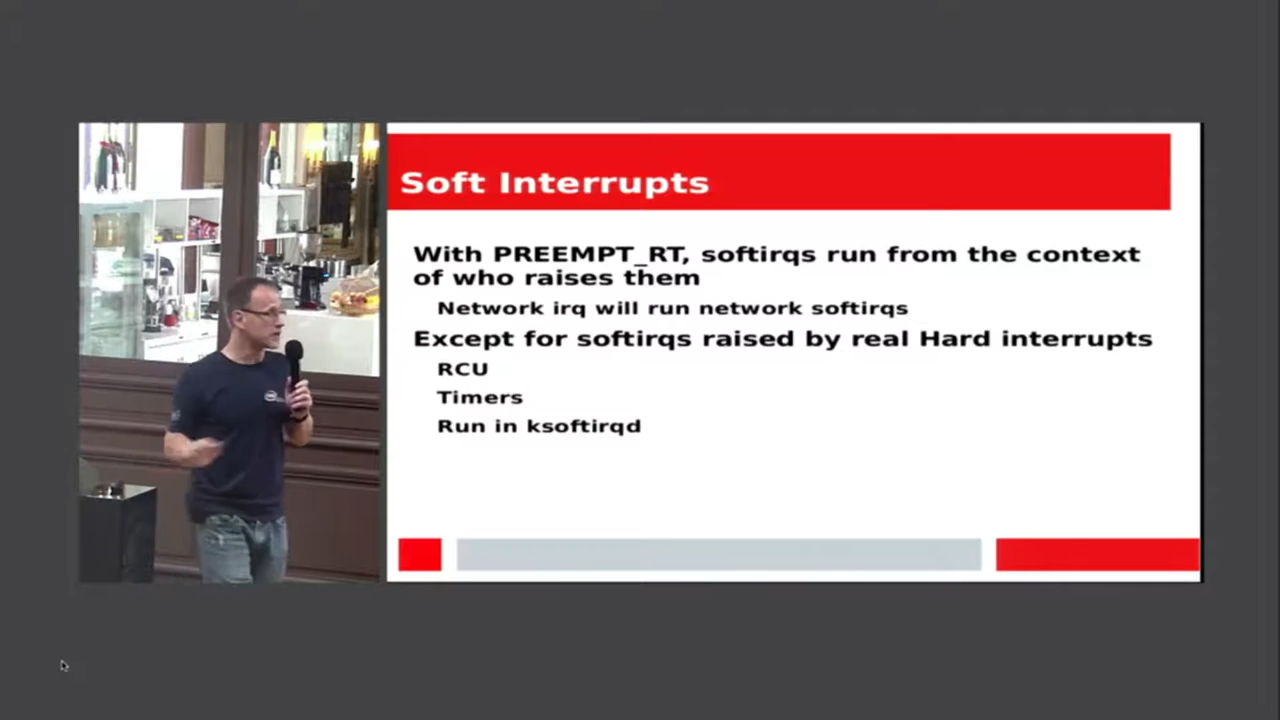 Soft Interrupts
With PREEMPT_RT, softirqs run from the context
of who raises them
Network irq will run network softirqs
Except for softirqs raised by real Hard interrupts
RCU
Timers
Run in ksoftirqd